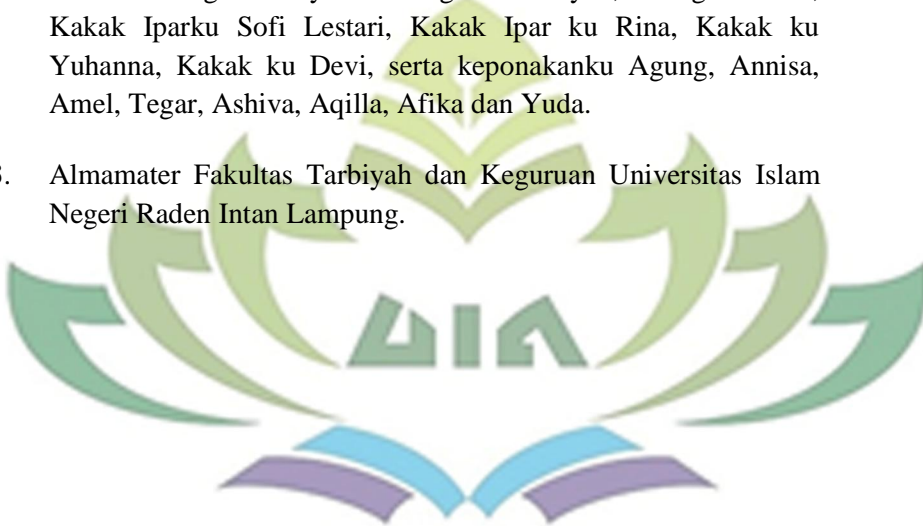 Kakak Iparku Sofi Lestari, Kakak Ipar ku Rina, Kakak ku
Yuhanna, Kakak ku Devi, serta keponakanku Agung, Annisa,
Amel, Tegar, Ashiva, Aqilla, Afika dan Yuda.
Almamater Fakultas Tarbiyah dan Keguruan Universitas Islam
Negeri Raden Intan Lampung.
UIN